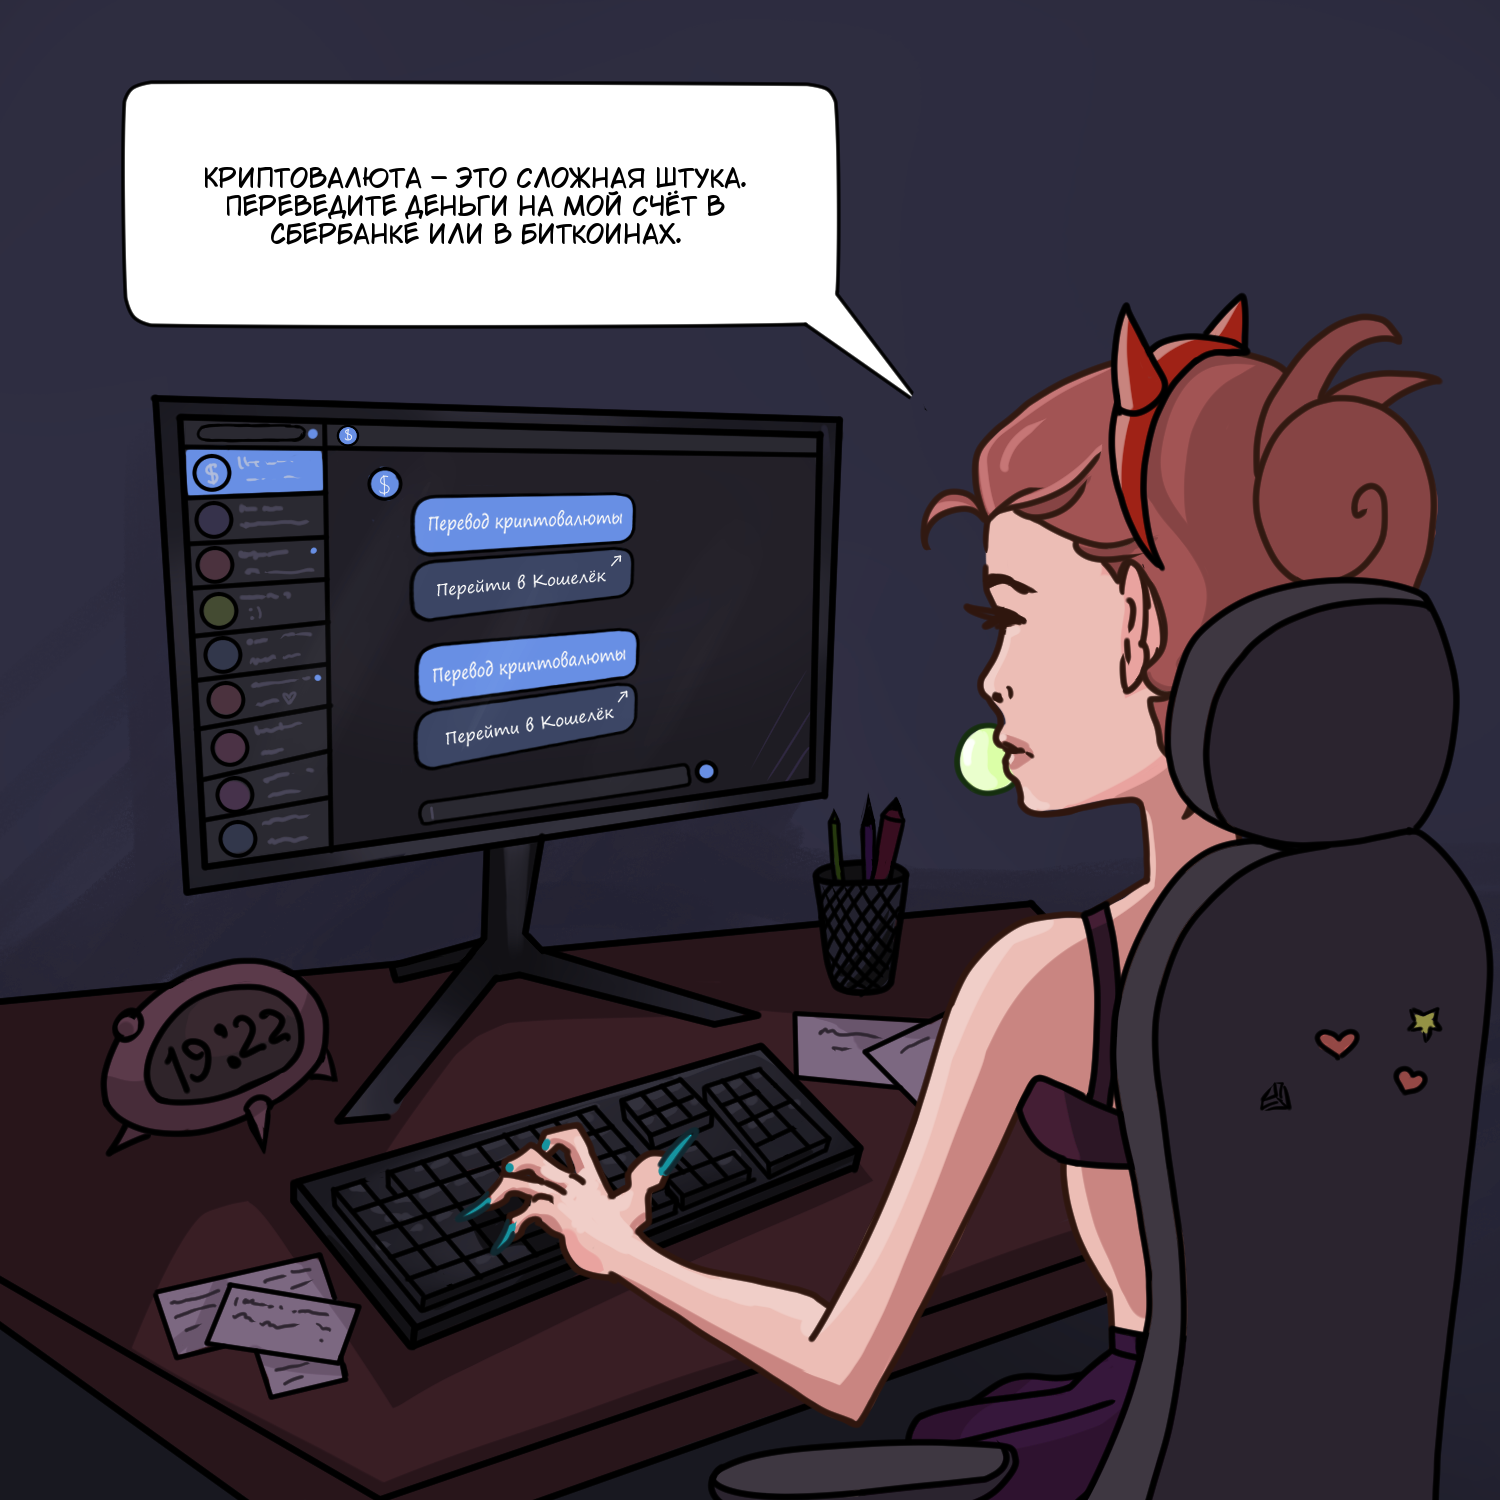 КРИПТОВАЛЮТА – ЭТО СЛОЖНАЯ ШТУКА.
ПЕРЕВЕДИТЕ ДЕНЬГИ НА МОЙ СЧЁТ В
СБЕРБАНКЕ ИЛИ В БИТКОИНАХ.
$
$
$
Перевод криптовалюты
Перейти в Кошелёк
:)
Перевод криптовалюты
Перейти в Кошелёк
19:22